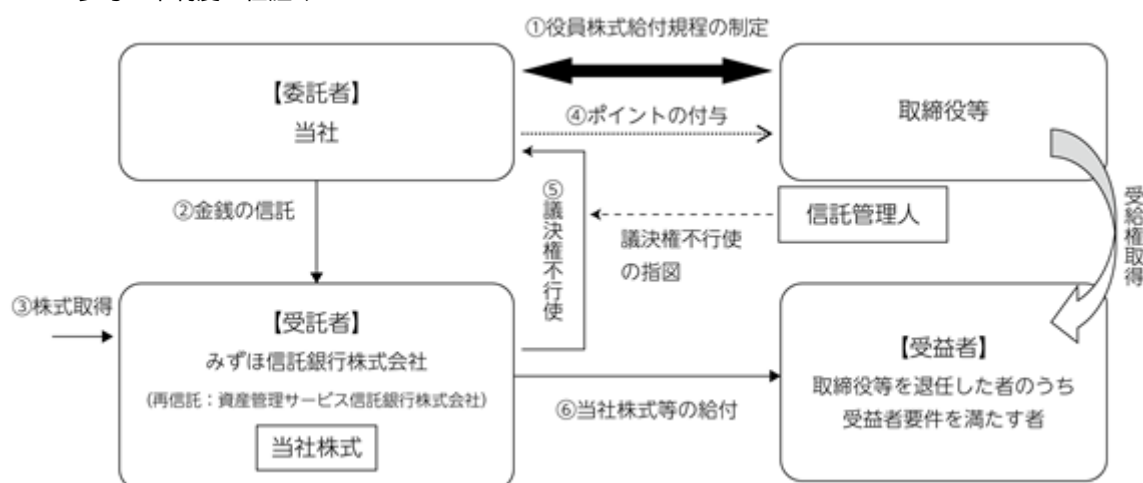 ①役員株式給付規程の制定
【委託者】
当社
④ポイントの付与
取締役等
②金銭の信託
⑤議決権不行使
議決権不行使
の指図
信託管理人
受給権取得
③株式取得
【受託者】
みずほ信託銀行株式会社
(再信託：資産管理サービス信託銀行株式会社)
当社株式
⑥当社株式等の給付
【受益者】
取締役等を退任した者のうち
受益者要件を満たす者